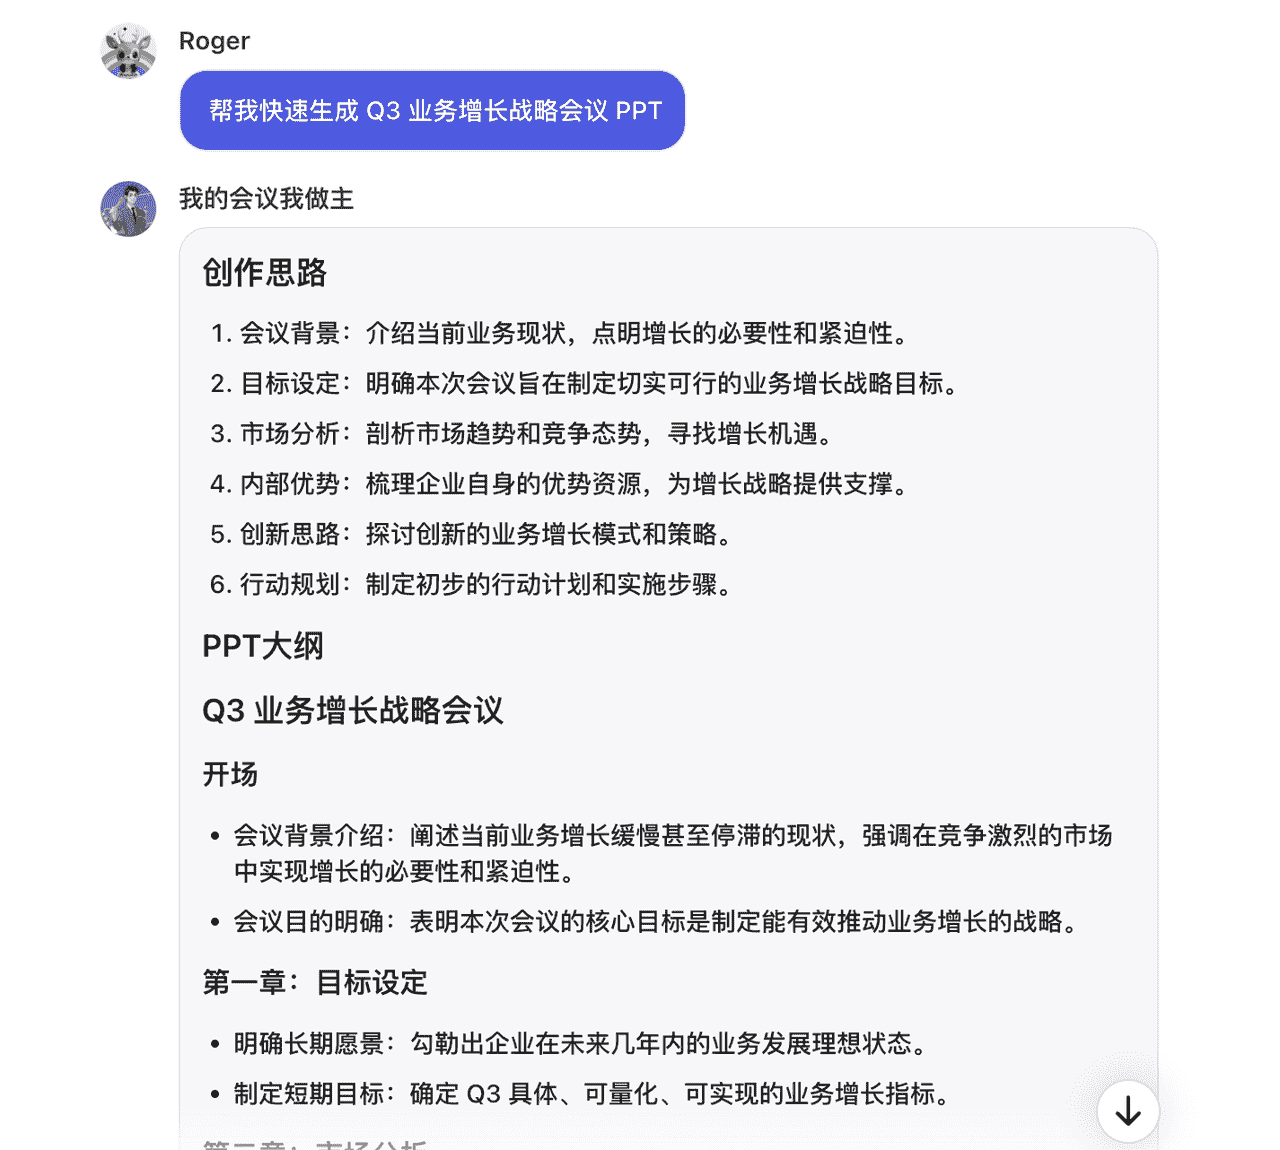 Roger
帮我快速生成 Q3 业务增长战略会议 PPT
我的会议我做主
创作思路
1. 会议背景：介绍当前业务现状，点明增长的必要性和紧迫性。
2. 目标设定：明确本次会议旨在制定切实可行的业务增长战略目标。
3. 市场分析：剖析市场趋势和竞争态势，寻找增长机遇。
4. 内部优势：梳理企业自身的优势资源，为增长战略提供支撑。
5. 创新思路：探讨创新的业务增长模式和策略。
6. 行动规划：制定初步的行动计划和实施步骤。
PPT大纲
Q3 业务增长战略会议
开场
• 会议背景介绍：阐述当前业务增长缓慢甚至停滞的现状，强调在竞争激烈的市场
中实现增长的必要性和紧迫性。
• 会议目的明确：表明本次会议的核心目标是制定能有效推动业务增长的战略。
第一章：目标设定
• 明确长期愿景：勾勒出企业在未来几年内的业务发展理想状态。
• 制定短期目标：确定 Q3 具体、可量化、可实现的业务增长指标。
第二章：市场分析